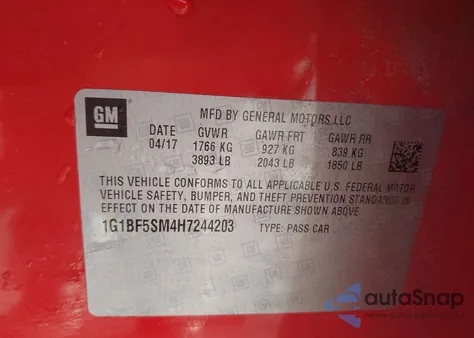 GM
MFD BY GENERAL MOTORS, LLC
DATE GVWR GAWR FRT GAWR RR
04/17 1766 KG 927 KG 839 KG
3893 LB 2043 LB 1850 LB
THIS VEHICLE CONFORMS TO ALL APPLICABLE U.S. FEDERAL MOTOR
VEHICLE SAFETY, BUMPER, AND THEFT PREVENTION STANDARDS IN
EFFECT ON THE DATE OF MANUFACTURE SHOWN ABOVE.
1G1BF5SM4H7244203 TYPE: PASS CAR
autoSnap